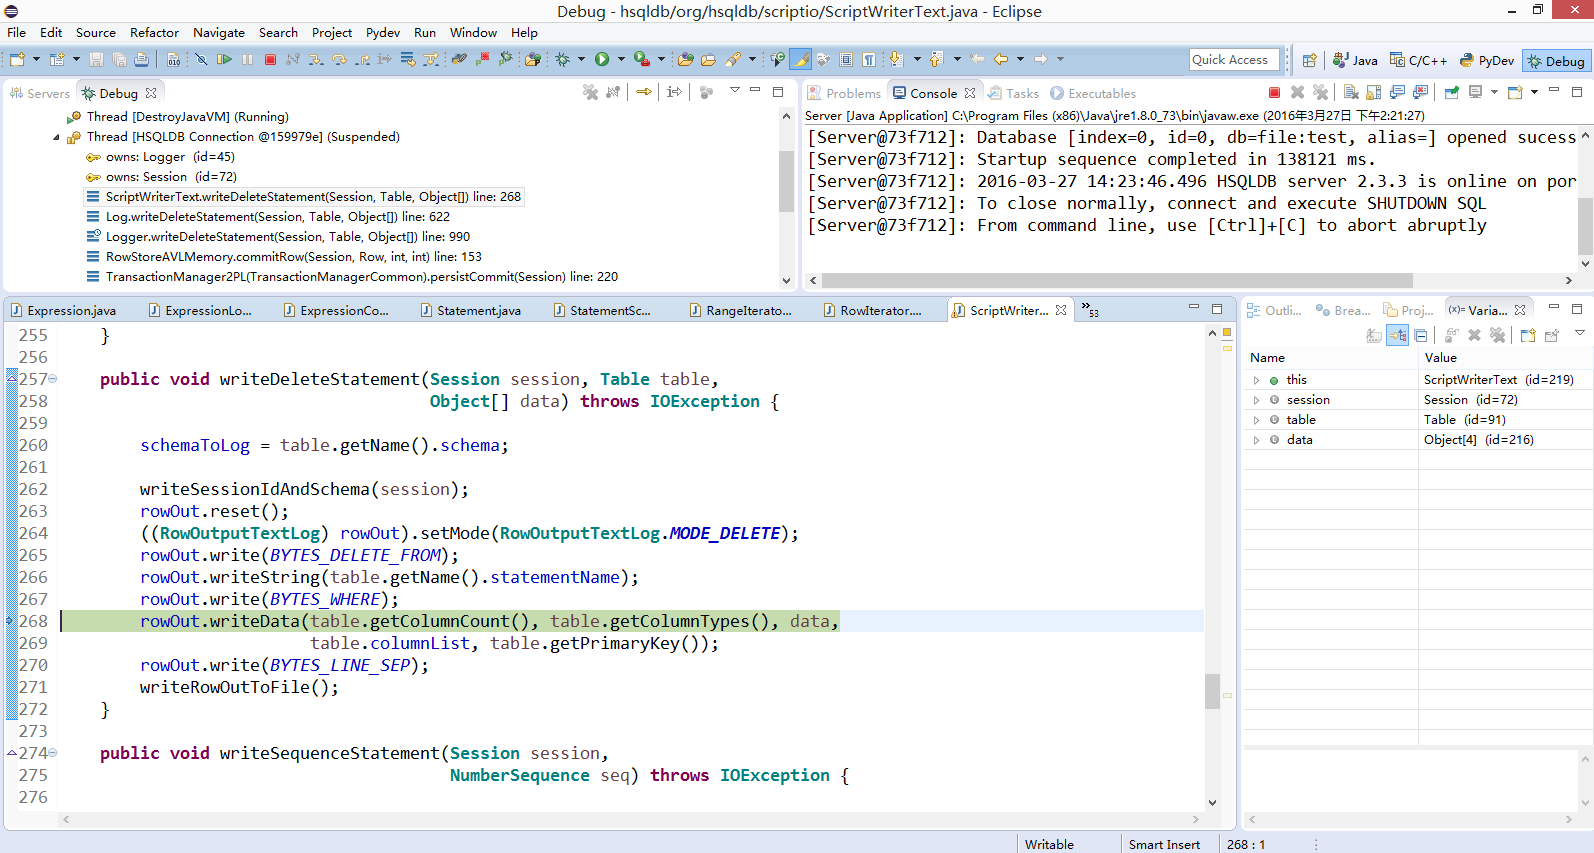 Debug - hsqldb/org/hsqldb/scriptio/ScriptWriterText.java - Eclipse
File Edit Source Refactor Navigate Search Project Pydev Run Window Help
Quick Access Java C/C++ PyDev Debug
Servers Debug
Thread [DestroyJavaVM] (Running)
Thread [HSQLDB Connection @159979e] (Suspended)
owns: Logger (id=45)
owns: Session (id=72)
ScriptWriterText.writeDeleteStatement(Session, Table, Object[]) line: 268
Log.writeDeleteStatement(Session, Table, Object[]) line: 622
Logger.writeDeleteStatement(Session, Table, Object[]) line: 990
RowStoreAVLMemory.commitRow(Session, Row, int, int) line: 153
TransactionManager2PL(TransactionManagerCommon).persistCommit(Session) line: 220
Problems Console Tasks Executables
Server [Java Application] C:\Program Files (x86)\Java\jre1.8.0_73\bin\javaw.exe (2016年3月27日 下午2:21:27)
[Server@73f712]: Database [index=0, id=0, db=file:test, alias=] opened sucess
[Server@73f712]: Startup sequence completed in 138121 ms.
[Server@73f712]: 2016-03-27 14:23:46.496 HSQLDB server 2.3.3 is online on por
[Server@73f712]: To close normally, connect and execute SHUTDOWN SQL
[Server@73f712]: From command line, use [Ctrl]+[C] to abort abruptly
Expression.java ExpressionLo... ExpressionCo... Statement.java StatementSc... RangeIterato... RowIterator.... ScriptWriter... 53
255 }
256
257 public void writeDeleteStatement(Session session, Table table,
258 Object[] data) throws IOException {
259
260 schemaToLog = table.getName().schema;
261
262 writeSessionIdAndSchema(session);
263 rowOut.reset();
264 ((RowOutputTextLog) rowOut).setMode(RowOutputTextLog.MODE_DELETE);
265 rowOut.write(BYTES_DELETE_FROM);
266 rowOut.writeString(table.getName().statementName);
267 rowOut.write(BYTES_WHERE);
268 rowOut.writeData(table.getColumnCount(), table.getColumnTypes(), data,
269 table.columnList, table.getPrimaryKey());
270 rowOut.write(BYTES_LINE_SEP);
271 writeRowOutToFile();
272 }
273
274 public void writeSequenceStatement(Session session,
275 NumberSequence seq) throws IOException {
276
Outli... Brea... Proj... (x)= Varia...
Name Value
this ScriptWriterText (id=219)
session Session (id=72)
table Table (id=91)
data Object[4] (id=216)
Writable Smart Insert 268 : 1